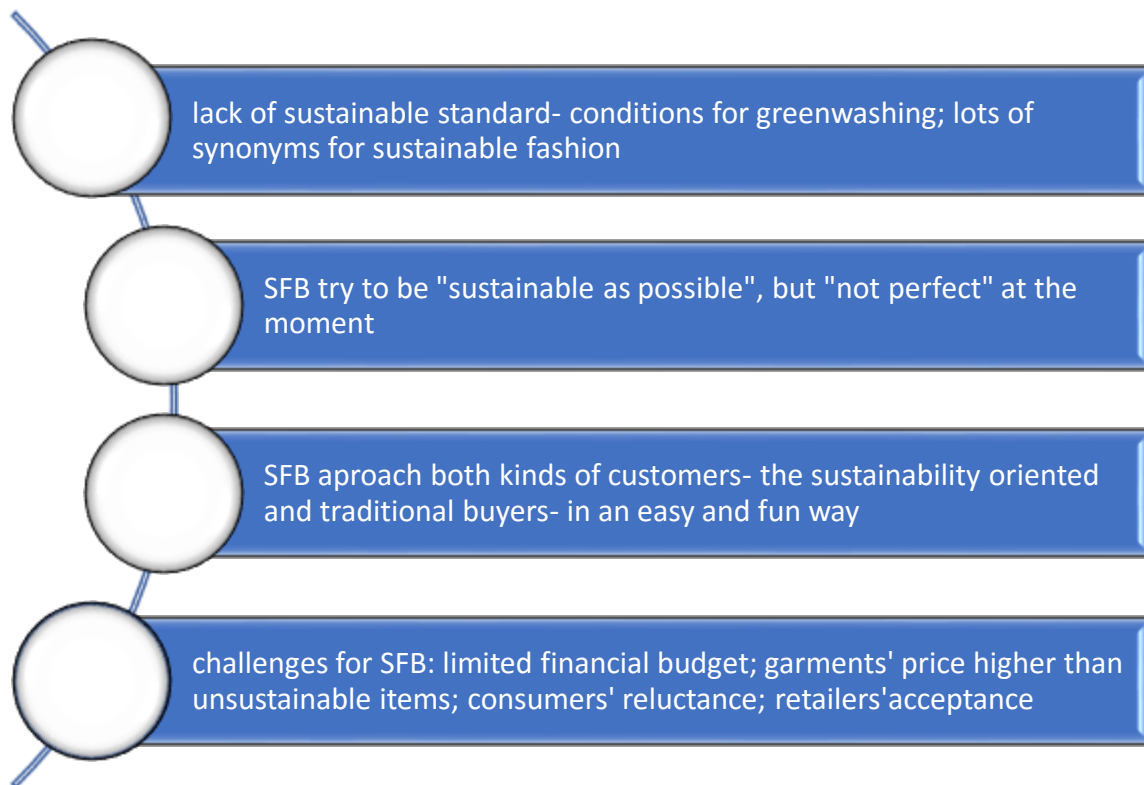 lack of sustainable standard- conditions for greenwashing; lots of
synonyms for sustainable fashion
SFB try to be "sustainable as possible", but "not perfect" at the
moment
SFB aproach both kinds of customers- the sustainability oriented
and traditional buyers- in an easy and fun way
challenges for SFB: limited financial budget; garments' price higher than
unsustainable items; consumers' reluctance; retailers'acceptance